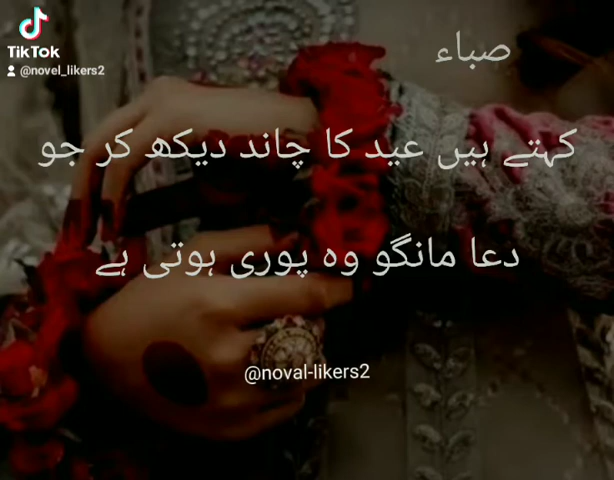 TikTok
@novel_likers2
صباء
کہتے ہیں عید کا چاند دیکھ کر جو
دعا مانگو وہ پوری ہوتی ہے
@noval-likers2